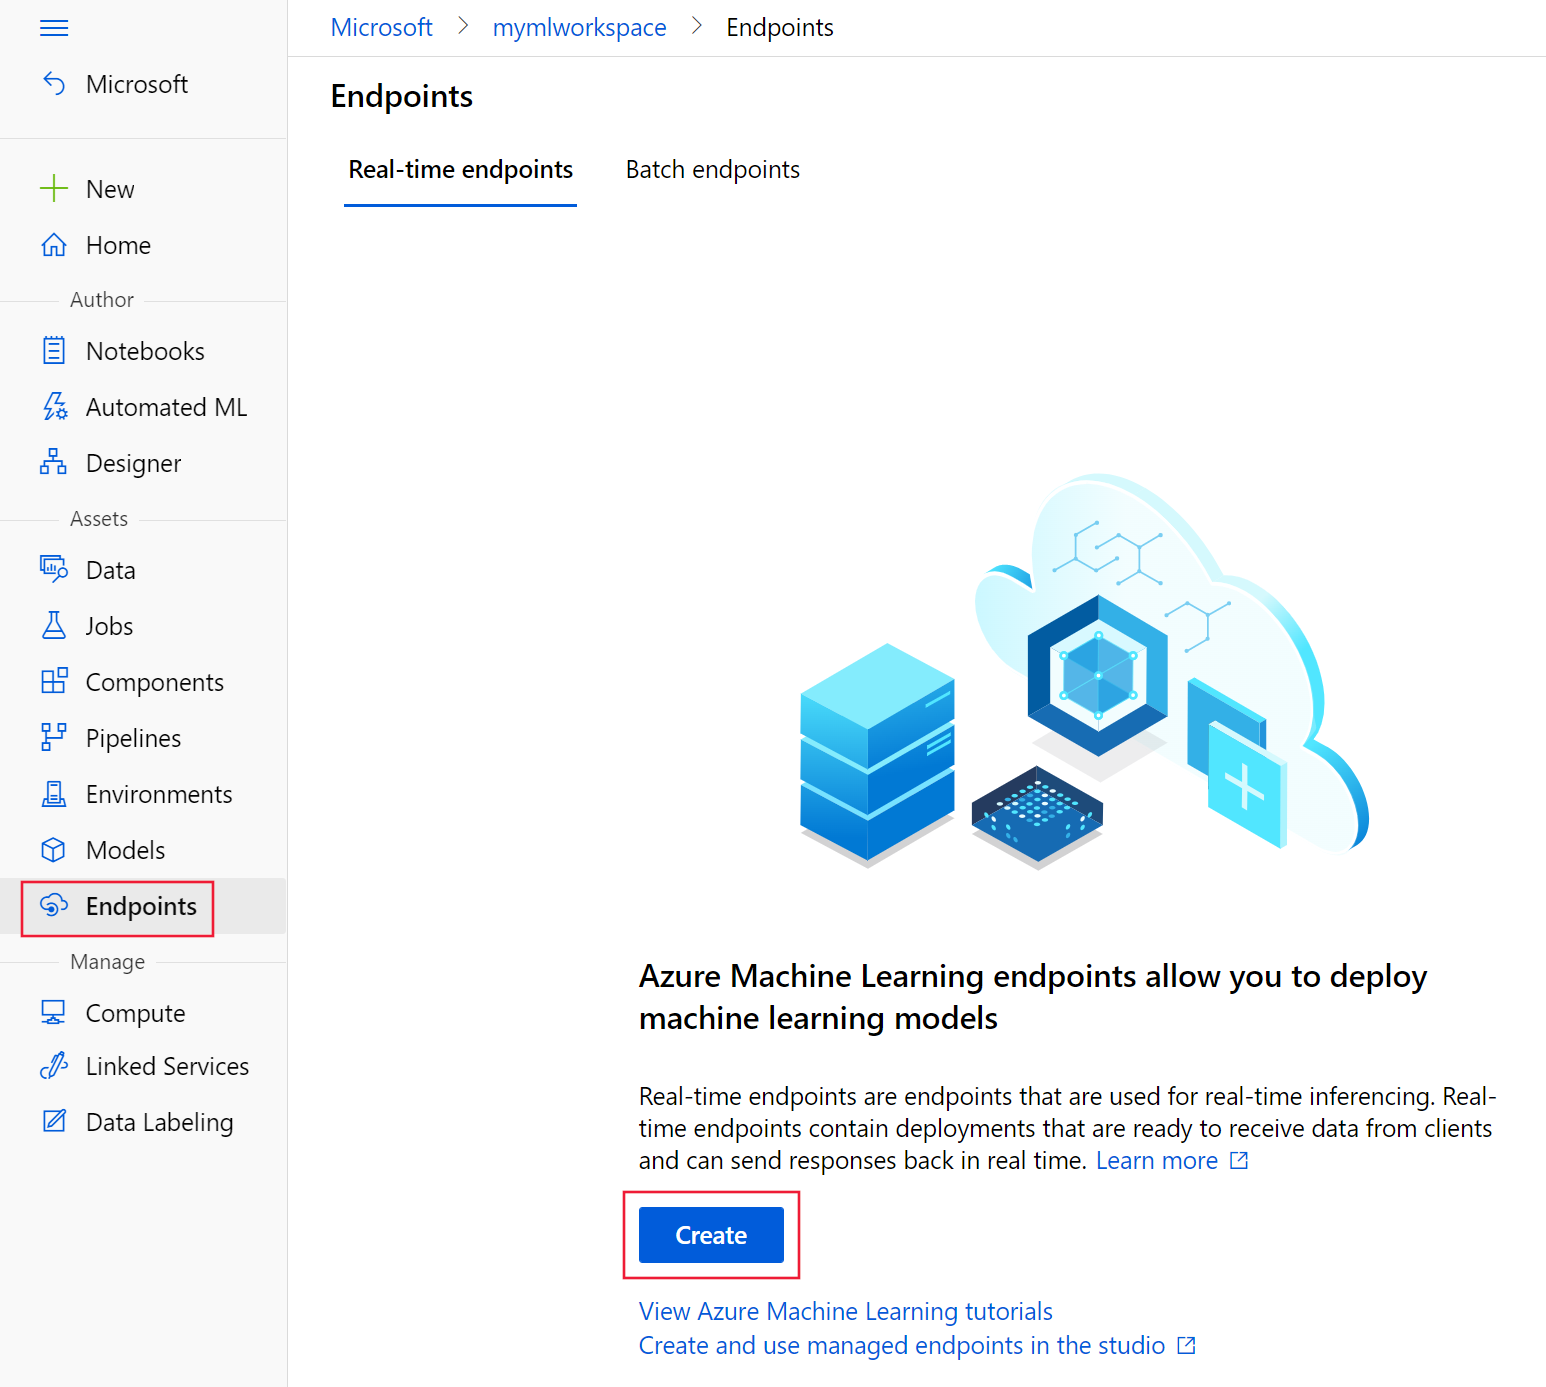 Microsoft > mymlworkspace > Endpoints
Microsoft
New
Home
Author
Notebooks
Automated ML
Designer
Assets
Data
Jobs
Components
Pipelines
Environments
Models
Endpoints
Manage
Compute
Linked Services
Data Labeling
Endpoints
Real-time endpoints Batch endpoints
Azure Machine Learning endpoints allow you to deploy
machine learning models
Real-time endpoints are endpoints that are used for real-time inferencing. Real-
time endpoints contain deployments that are ready to receive data from clients
and can send responses back in real time. Learn more
Create
View Azure Machine Learning tutorials
Create and use managed endpoints in the studio